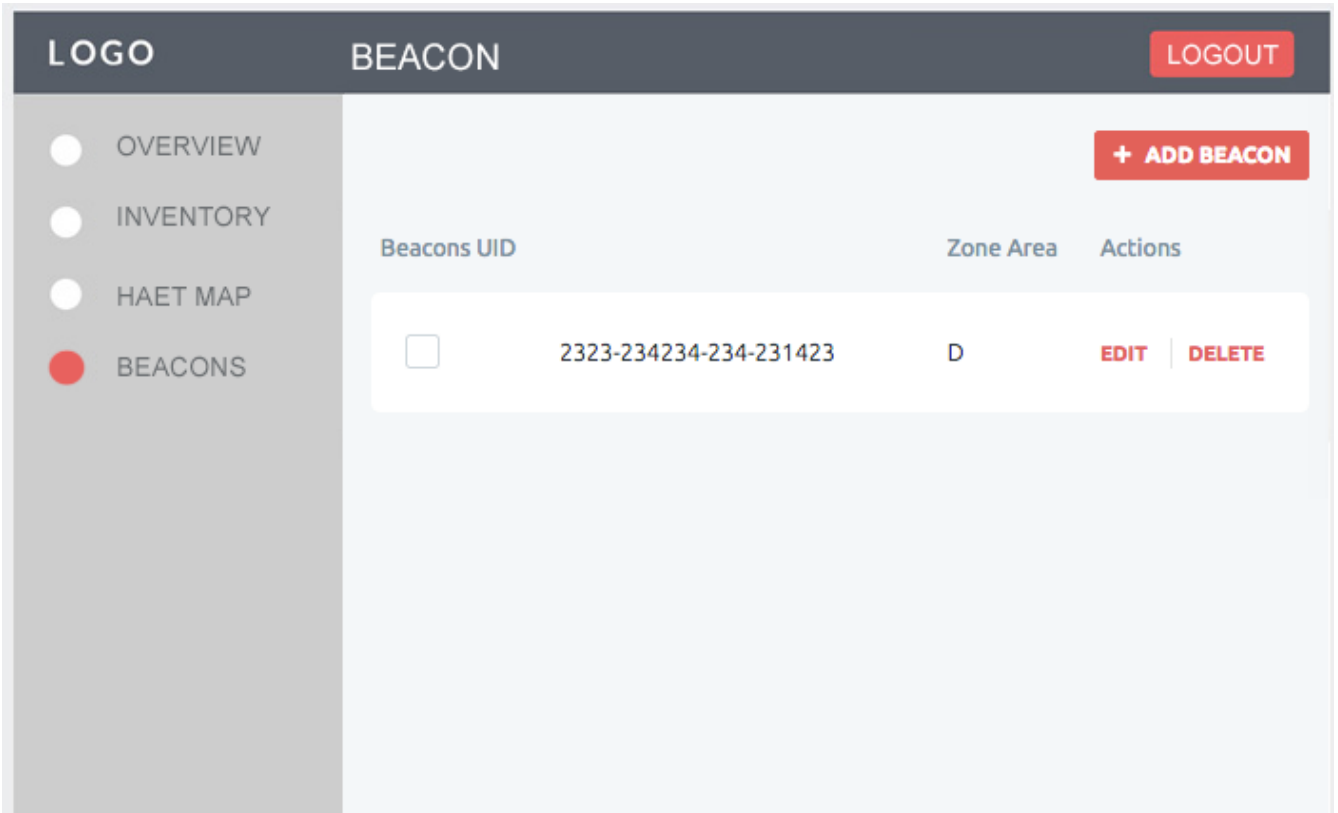 LOGO BEACON LOGOUT
OVERVIEW
+ ADD BEACON
INVENTORY
Beacons UID Zone Area Actions
HAET MAP
2323-234234-234-231423 D EDIT DELETE
BEACONS